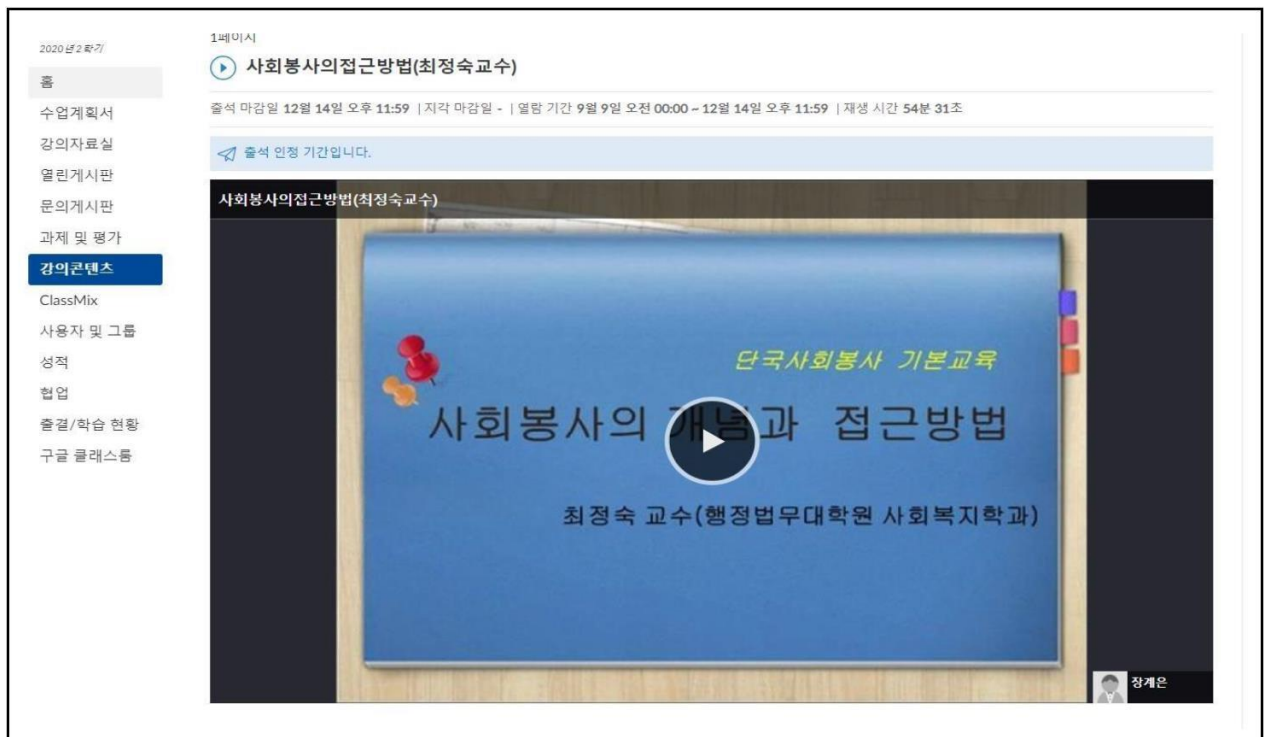 2020년 2학기
홈
수업계획서
강의자료실
열린게시판
문의게시판
과제 및 평가
강의콘텐츠
ClassMix
사용자 및 그룹
성적
협업
출결/학습 현황
구글 클래스룸
1페이지
사회봉사의접근방법(최정숙교수)
출석 마감일 12월 14일 오후 11:59 | 지각 마감일 - | 열람 기간 9월 9일 오전 00:00 ~ 12월 14일 오후 11:59 | 재생 시간 54분 31초
출석 인정 기간입니다.
사회봉사의접근방법(최정숙교수)
단국사회봉사 기본교육
사회봉사의 개념과 접근방법
최정숙 교수(행정법무대학원 사회복지학과)
장계은